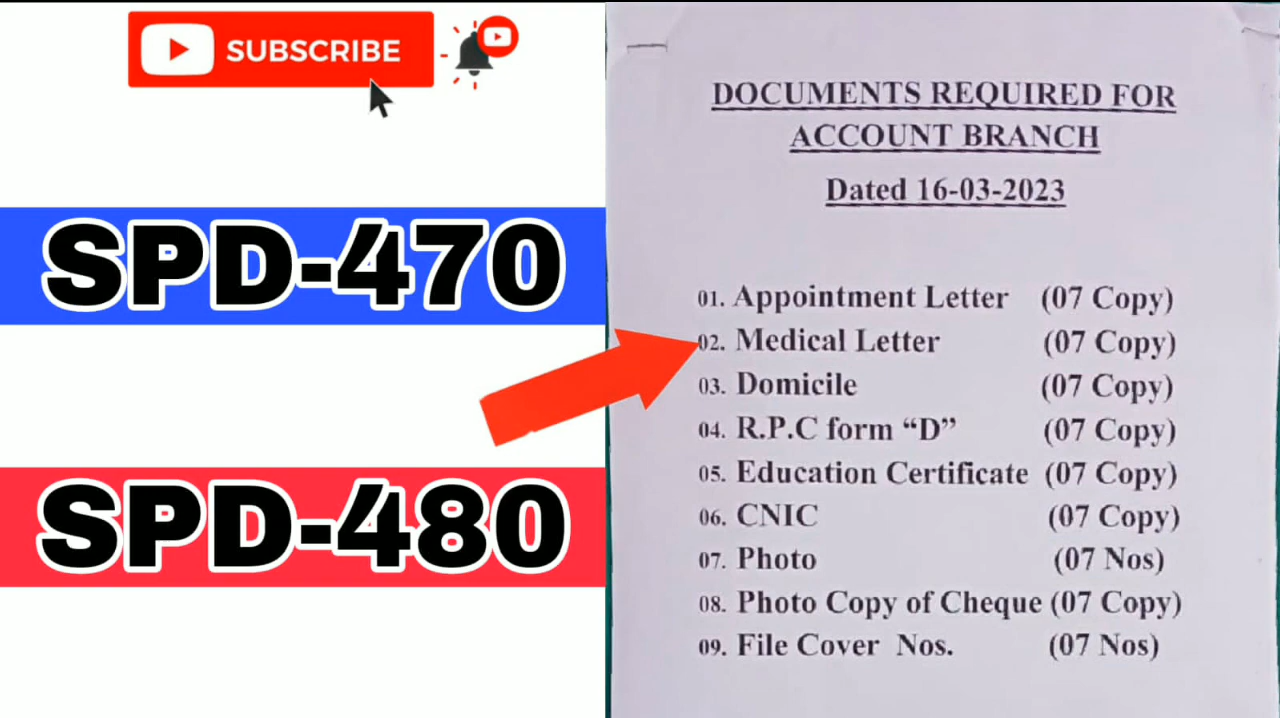 SUBSCRIBE
SPD-470
SPD-480
DOCUMENTS REQUIRED FOR
ACCOUNT BRANCH
Dated 16-03-2023
01. Appointment Letter (07 Copy)
02. Medical Letter (07 Copy)
03. Domicile (07 Copy)
04. R.P.C form “D” (07 Copy)
05. Education Certificate (07 Copy)
06. CNIC (07 Copy)
07. Photo (07 Nos)
08. Photo Copy of Cheque (07 Copy)
09. File Cover Nos. (07 Nos)